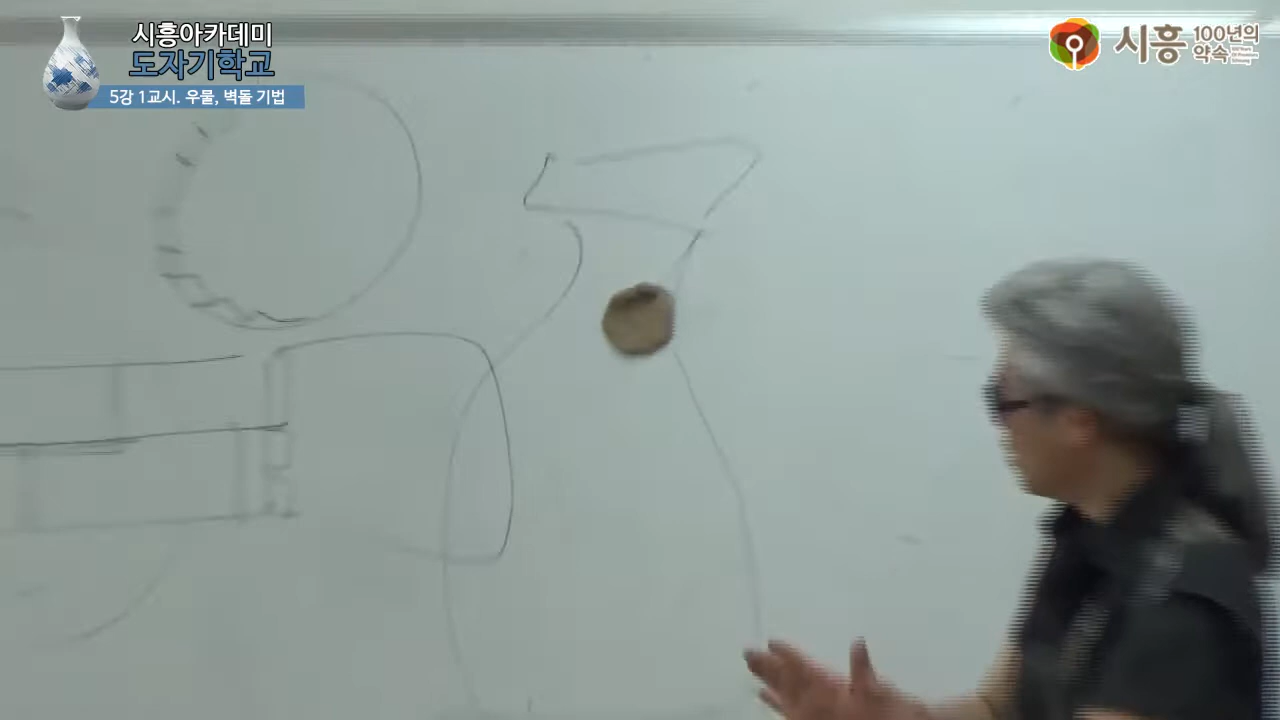 시흥아카데미
도자기학교
5강 1교시. 우물, 벽돌 기법
시흥 100년의
약속